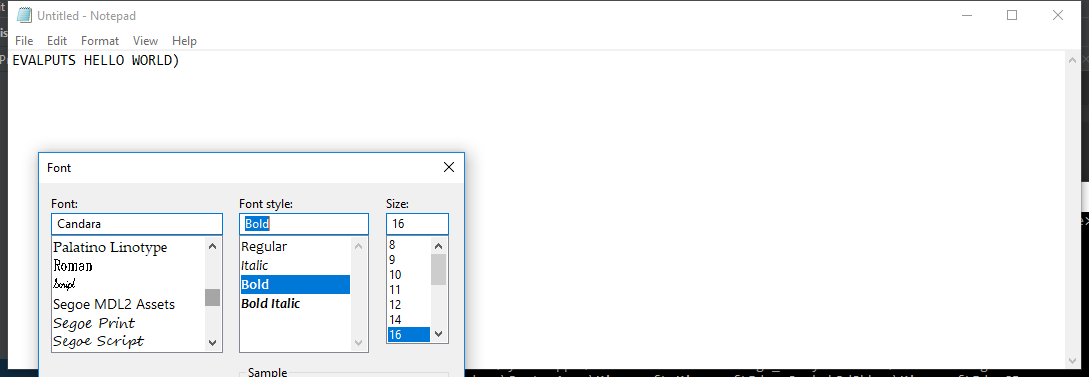 Untitled - Notepad
File Edit Format View Help
EVALPUTS HELLO WORLD)
Font
Font: Font style: Size:
Candara Bold 16
Palatino Linotype
Roman
Script
Segoe MDL2 Assets
Segoe Print
Segoe Script
Regular
Italic
Bold
Bold Italic
8
9
10
11
12
14
16
Sample